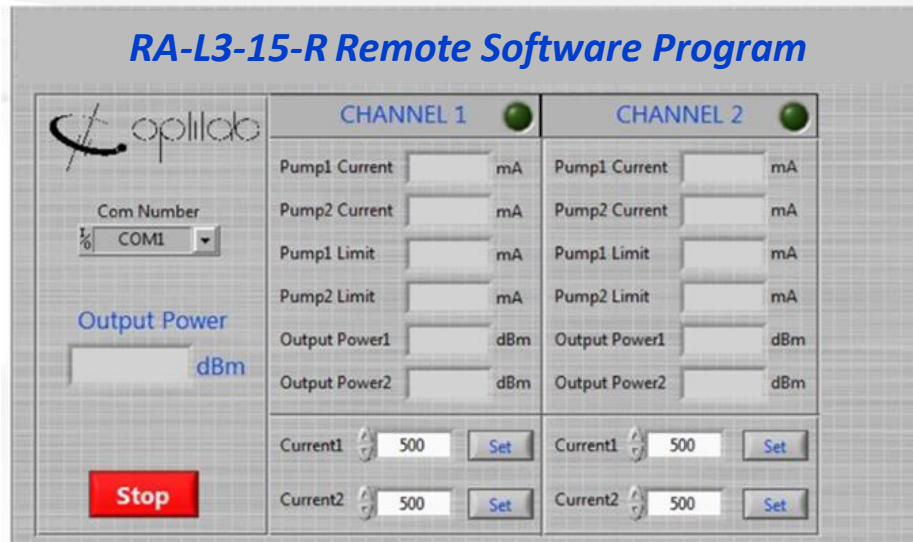 RA-L3-15-R Remote Software Program
optilab
CHANNEL 1
CHANNEL 2
Com Number
I/O COM1
Output Power
dBm
Stop
Pump1 Current mA
Pump2 Current mA
Pump1 Limit mA
Pump2 Limit mA
Output Power1 dBm
Output Power2 dBm
Current1 500 Set
Current2 500 Set
Pump1 Current mA
Pump2 Current mA
Pump1 Limit mA
Pump2 Limit mA
Output Power1 dBm
Output Power2 dBm
Current1 500 Set
Current2 500 Set